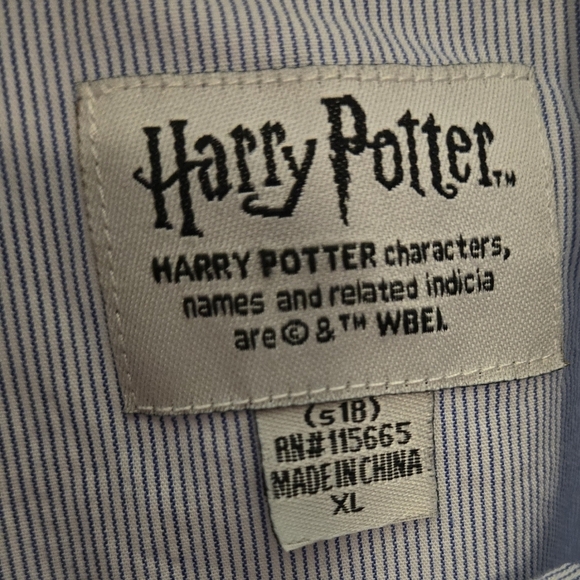 Harry Potter™
HARRY POTTER characters,
names and related indicia
are © & ™ WBEI.
(s18)
RN#115665
MADE IN CHINA
XL